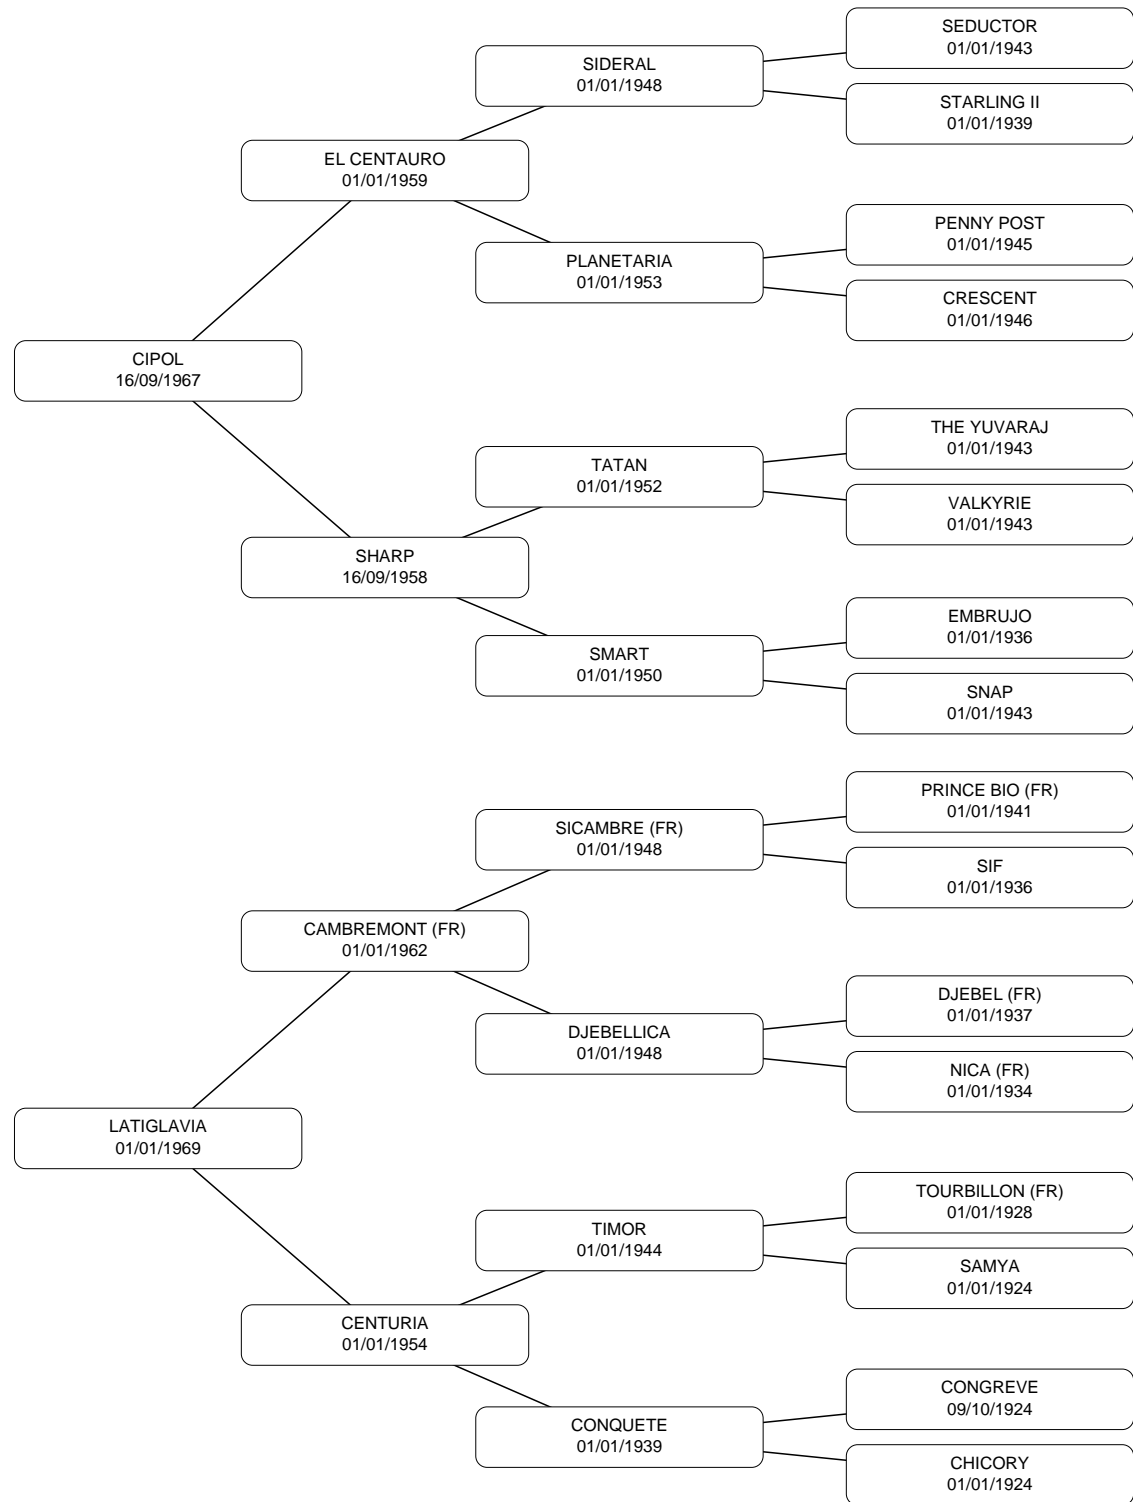 SEDUCTOR
01/01/1943
SIDERAL
01/01/1948
STARLING II
01/01/1939
EL CENTAURO
01/01/1959
PENNY POST
01/01/1945
PLANETARIA
01/01/1953
CRESCENT
01/01/1946
CIPOL
16/09/1967
THE YUVARAJ
01/01/1943
TATAN
01/01/1952
VALKYRIE
01/01/1943
SHARP
16/09/1958
EMBRUJO
01/01/1936
SMART
01/01/1950
SNAP
01/01/1943
PRINCE BIO (FR)
01/01/1941
SICAMBRE (FR)
01/01/1948
SIF
01/01/1936
CAMBREMONT (FR)
01/01/1962
DJEBEL (FR)
01/01/1937
DJEBELLICA
01/01/1948
NICA (FR)
01/01/1934
LATIGLAVIA
01/01/1969
TOURBILLON (FR)
01/01/1928
TIMOR
01/01/1944
SAMYA
01/01/1924
CENTURIA
01/01/1954
CONGREVE
09/10/1924
CONQUETE
01/01/1939
CHICORY
01/01/1924